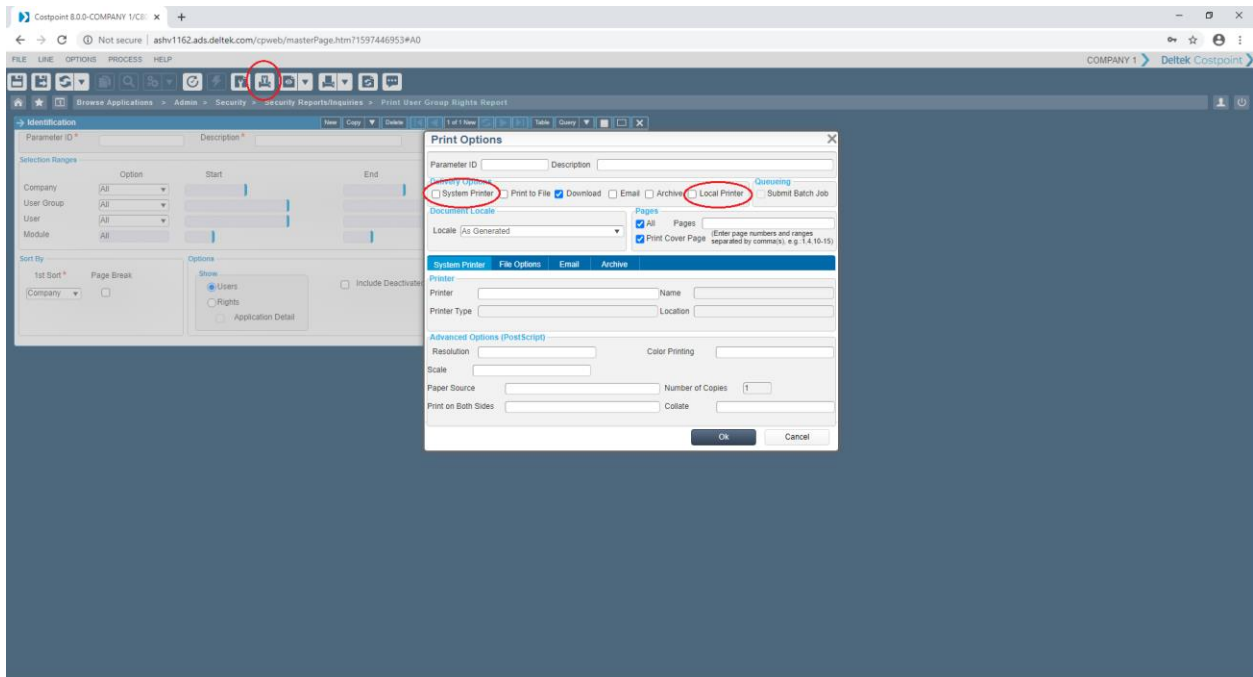 Costpoint 8.0.0-COMPANY 1/CBD
Not secure | ashv1162.ads.deltek.com/cpweb/masterPage.htm?1597446953#A0
FILE LINE OPTIONS PROCESS HELP COMPANY 1 Deltek Costpoint
Browse Applications > Admin > Security > Security Reports/Inquiries > Print User Group Rights Report
Identification New Copy Delete 1 of 1 New Table Query
Parameter ID * Description *
Selection Ranges
Option Start End
Company All
User Group All
User All
Module All
Sort By Options
1st Sort * Page Break Show
Company Users Include Deactivate
Rights
Application Detail
Print Options
Parameter ID Description
Delivery Options Queueing
System Printer Print to File Download Email Archive Local Printer Submit Batch Job
Document Locale Pages
Locale As Generated All Pages
Print Cover Page (Enter page numbers and ranges
separated by comma(s), e.g.:1,4,10-15)
System Printer File Options Email Archive
Printer
Printer Name
Printer Type Location
Advanced Options (PostScript)
Resolution Color Printing
Scale
Paper Source Number of Copies 1
Print on Both Sides Collate
Ok Cancel